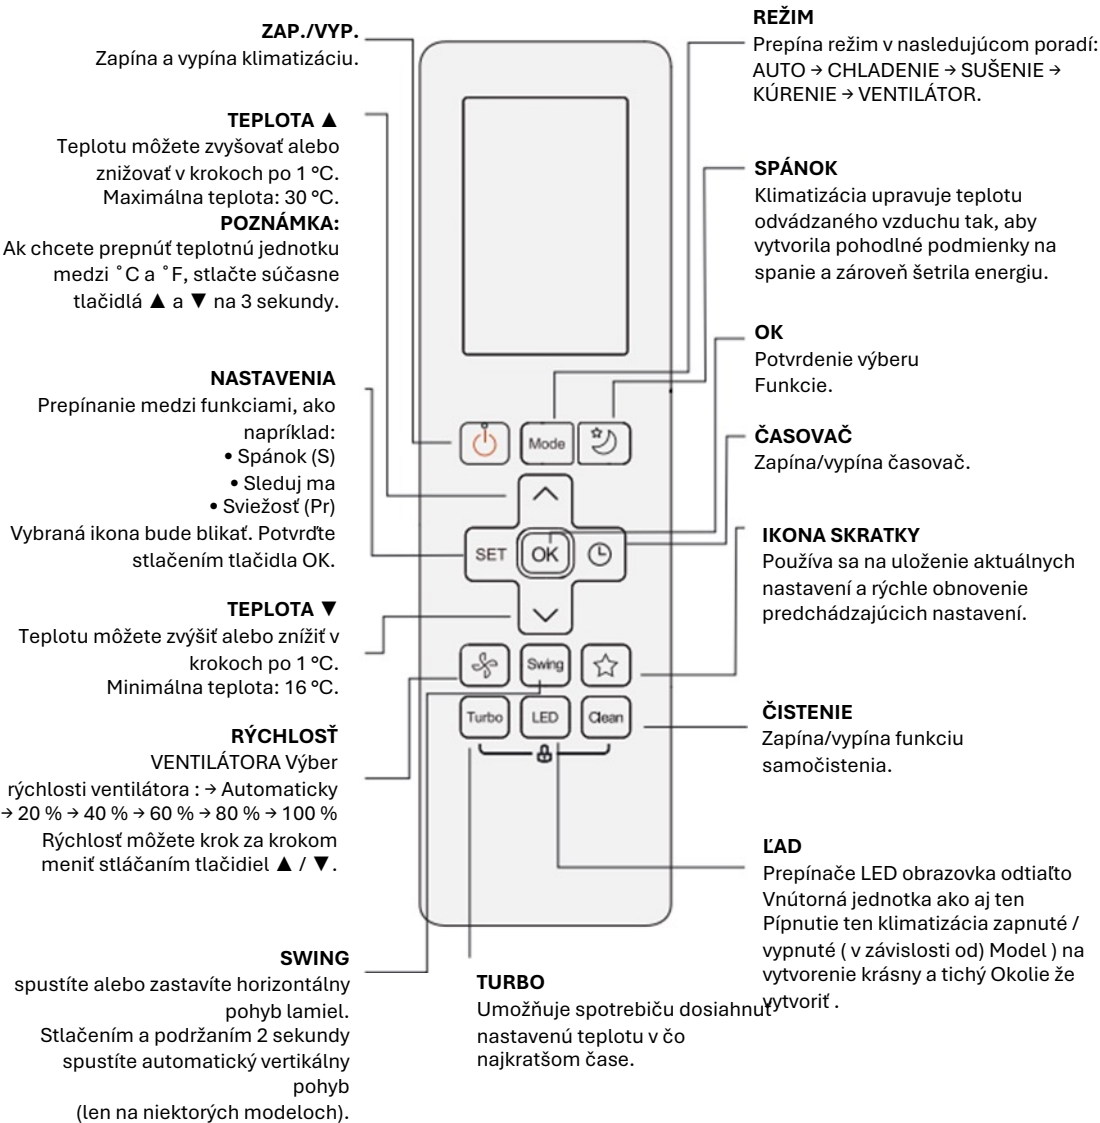 ZAP./VYP.
Zapína a vypína klimatizáciu.
TEPLOTA ▲
Teplotu môžete zvyšovať alebo
znižovať v krokoch po 1 °C.
Maximálna teplota: 30 °C.
POZNÁMKA:
Ak chcete prepnúť teplotnú jednotku
medzi ˚C a ˚F, stlačte súčasne
tlačidlá ▲ a ▼ na 3 sekundy.
NASTAVENIA
Prepínanie medzi funkciami, ako
napríklad:
• Spánok (S)
• Sleduj ma
• Sviežosť (Pr)
Vybraná ikona bude blikať. Potvrďte
stlačením tlačidla OK.
TEPLOTA ▼
Teplotu môžete zvýšiť alebo znížiť v
krokoch po 1 °C.
Minimálna teplota: 16 °C.
RÝCHLOSŤ
VENTILÁTORA Výber
rýchlosti ventilátora : → Automaticky
→ 20 % → 40 % → 60 % → 80 % → 100 %
Rýchlosť môžete krok za krokom
meniť stláčaním tlačidiel ▲ / ▼.
SWING
spustíte alebo zastavíte horizontálny
pohyb lamiel.
Stlačením a podržaním 2 sekundy
spustíte automatický vertikálny
pohyb
(len na niektorých modeloch).
Mode
SET
OK
Swing
Turbo
LED
Clean
TURBO
Umožňuje spotrebiču dosiahnuť
nastavenú teplotu v čo
najkratšom čase.
REŽIM
Prepína režim v nasledujúcom poradí:
AUTO → CHLADENIE → SUŠENIE →
KÚRENIE → VENTILÁTOR.
SPÁNOK
Klimatizácia upravuje teplotu
odvádzaného vzduchu tak, aby
vytvorila pohodlné podmienky na
spanie a zároveň šetrila energiu.
OK
Potvrdenie výberu
Funkcie.
ČASOVAČ
Zapína/vypína časovač.
IKONA SKRATKY
Používa sa na uloženie aktuálnych
nastavení a rýchle obnovenie
predchádzajúcich nastavení.
ČISTENIE
Zapína/vypína funkciu
samočistenia.
ĽAD
Prepínače LED obrazovka odtiaľto
Vnútorná jednotka ako aj ten
Pípnutie ten klimatizácia zapnuté /
vypnuté ( v závislosti od) Model ) na
vytvorenie krásny a tichý Okolie že
vytvoriť .